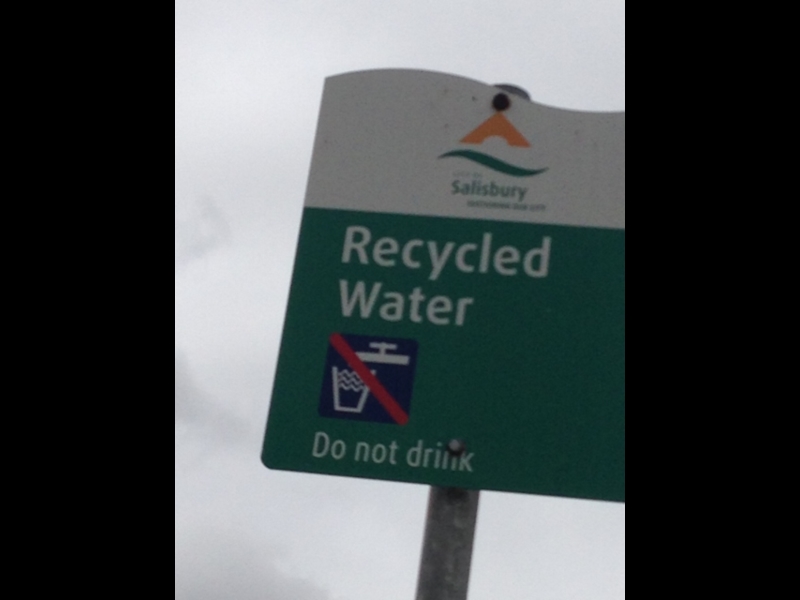 Salisbury
Recycled
Water
Do not drink